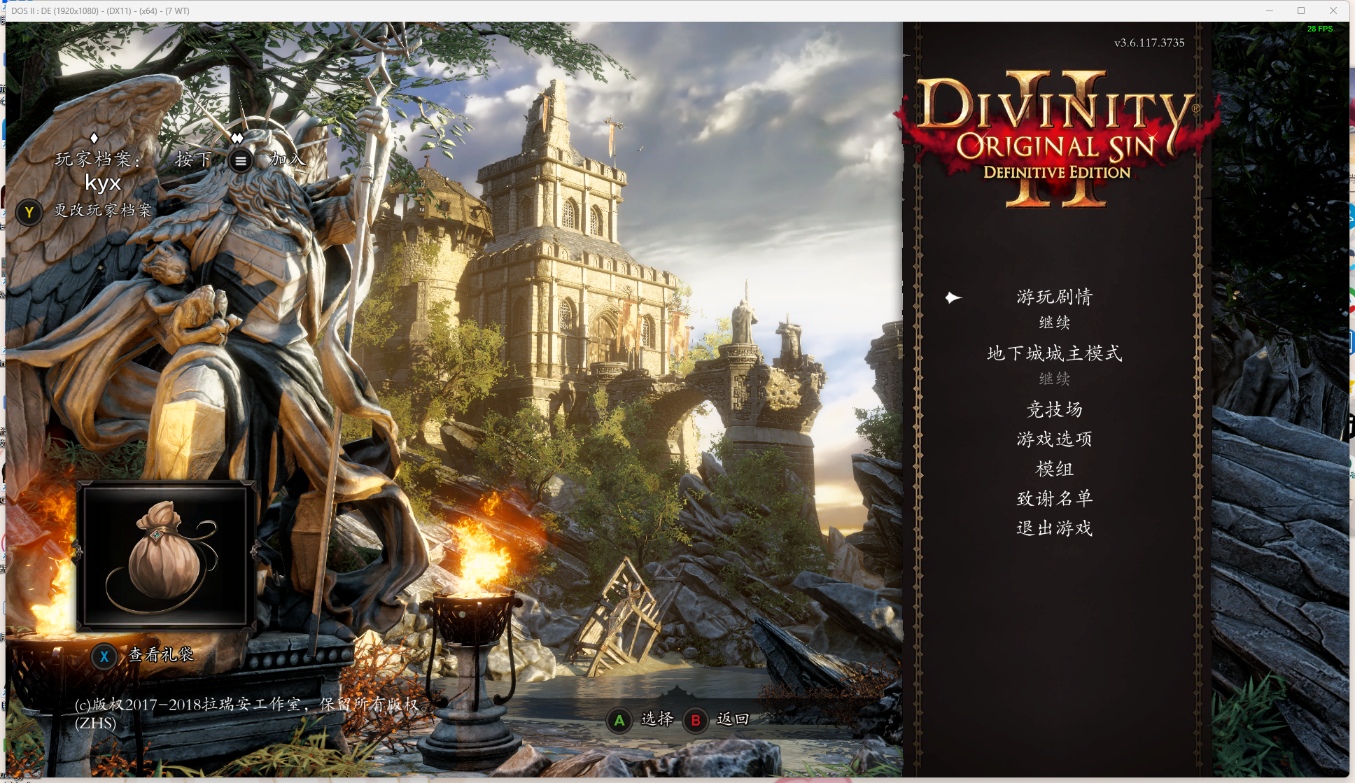 DOS II : DE (1920x1080) - (DX11) - (x64) - (7 WT)
28 FPS
v3.6.117.3735
DIVINITY®
II
ORIGINAL SIN
DEFINITIVE EDITION
玩家档案: 按下 加入
kyx
Y 更改玩家档案
游玩剧情
继续
地下城城主模式
继续
竞技场
游戏选项
模组
致谢名单
退出游戏
X 查看礼袋
(c)版权2017-2018拉瑞安工作室, 保留所有版权
(ZHS)
A 选择 B 返回